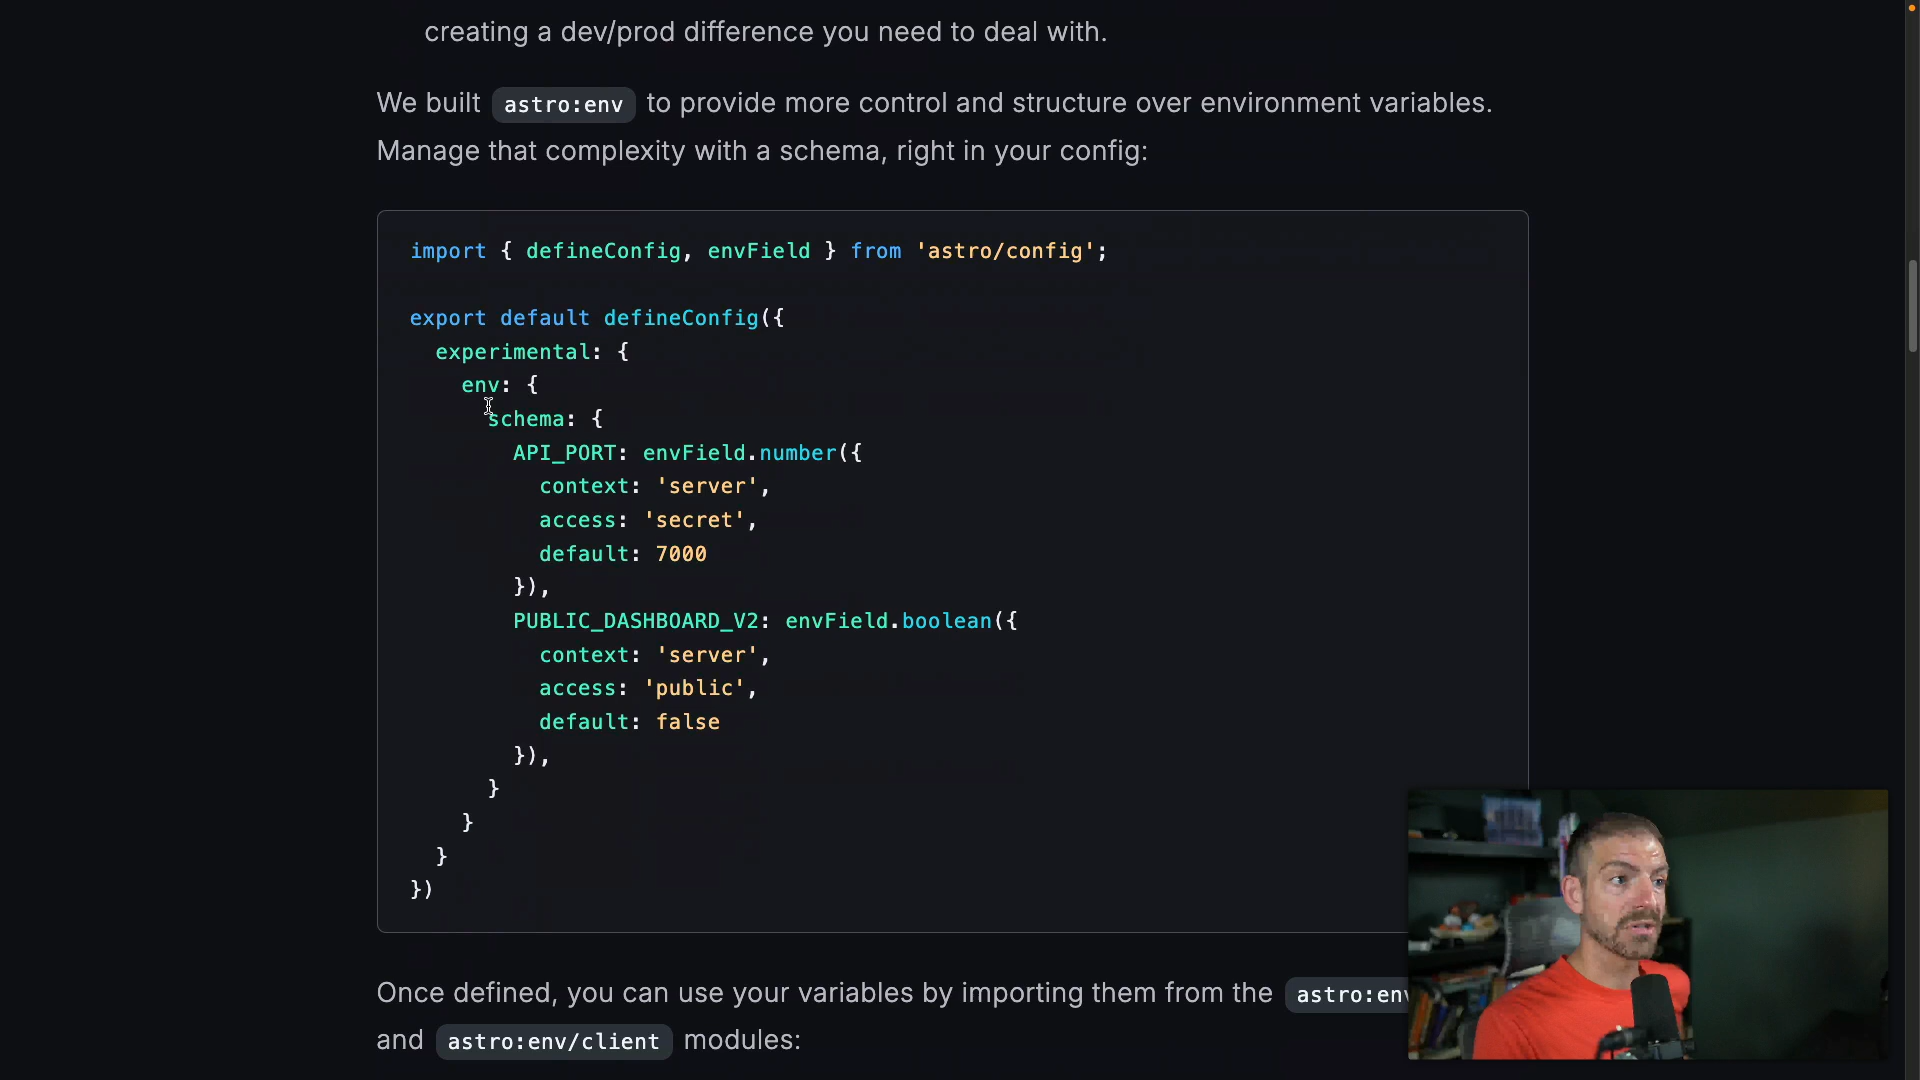 creating a dev/prod difference you need to deal with.
We built astro:env to provide more control and structure over environment variables.
Manage that complexity with a schema, right in your config:
import { defineConfig, envField } from 'astro/config';
export default defineConfig({
experimental: {
env: {
schema: {
API_PORT: envField.number({
context: 'server',
access: 'secret',
default: 7000
}),
PUBLIC_DASHBOARD_V2: envField.boolean({
context: 'server',
access: 'public',
default: false
}),
}
}
}
})
Once defined, you can use your variables by importing them from the astro:env
and astro:env/client modules: